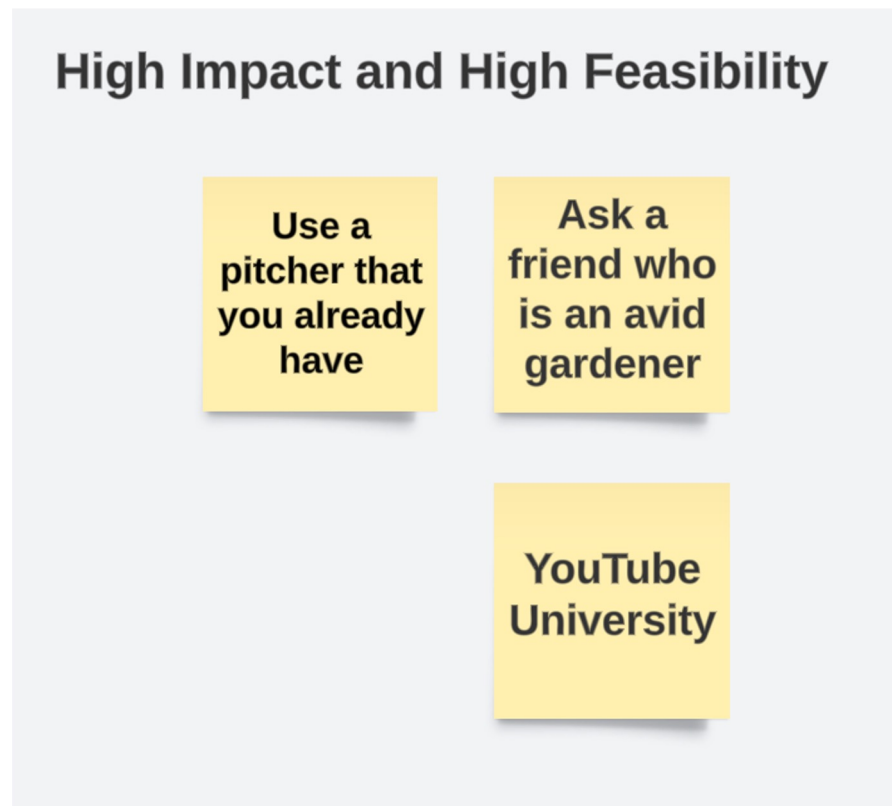 High Impact and High Feasibility
Use a
pitcher that
you already
have
Ask a
friend who
is an avid
gardener
YouTube
University